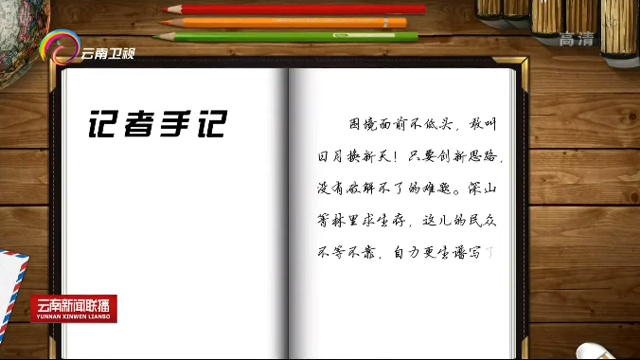 云南卫视
高清
记者手记
困境面前不低头，敢叫
日月换新天！只要创新思路，
没有破解不了的难题。深山
箐林里求生存，这儿的民众
不等不靠，自力更生谱写了
云南新闻联播
YUNNAN XINWEN LIANBO